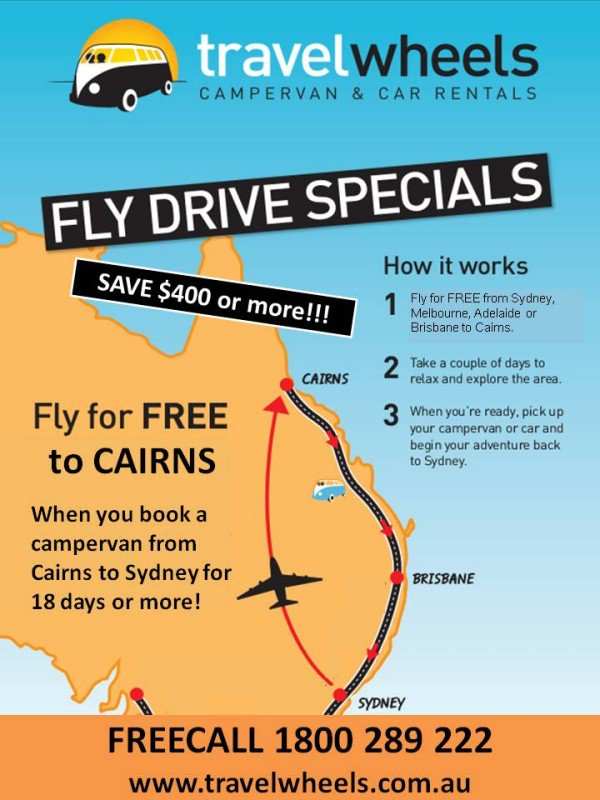 travelwheels
CAMPERVAN & CAR RENTALS
FLY DRIVE SPECIALS
SAVE $400 or more!!!
How it works
1 Fly for FREE from Sydney,
Melbourne, Adelaide or
Brisbane to Cairns.
2 Take a couple of days to
relax and explore the area.
3 When you're ready, pick up
your campervan or car and
begin your adventure back
to Sydney.
CAIRNS
Fly for FREE
to CAIRNS
When you book a
campervan from
Cairns to Sydney for
18 days or more!
BRISBANE
SYDNEY
FREECALL 1800 289 222
www.travelwheels.com.au